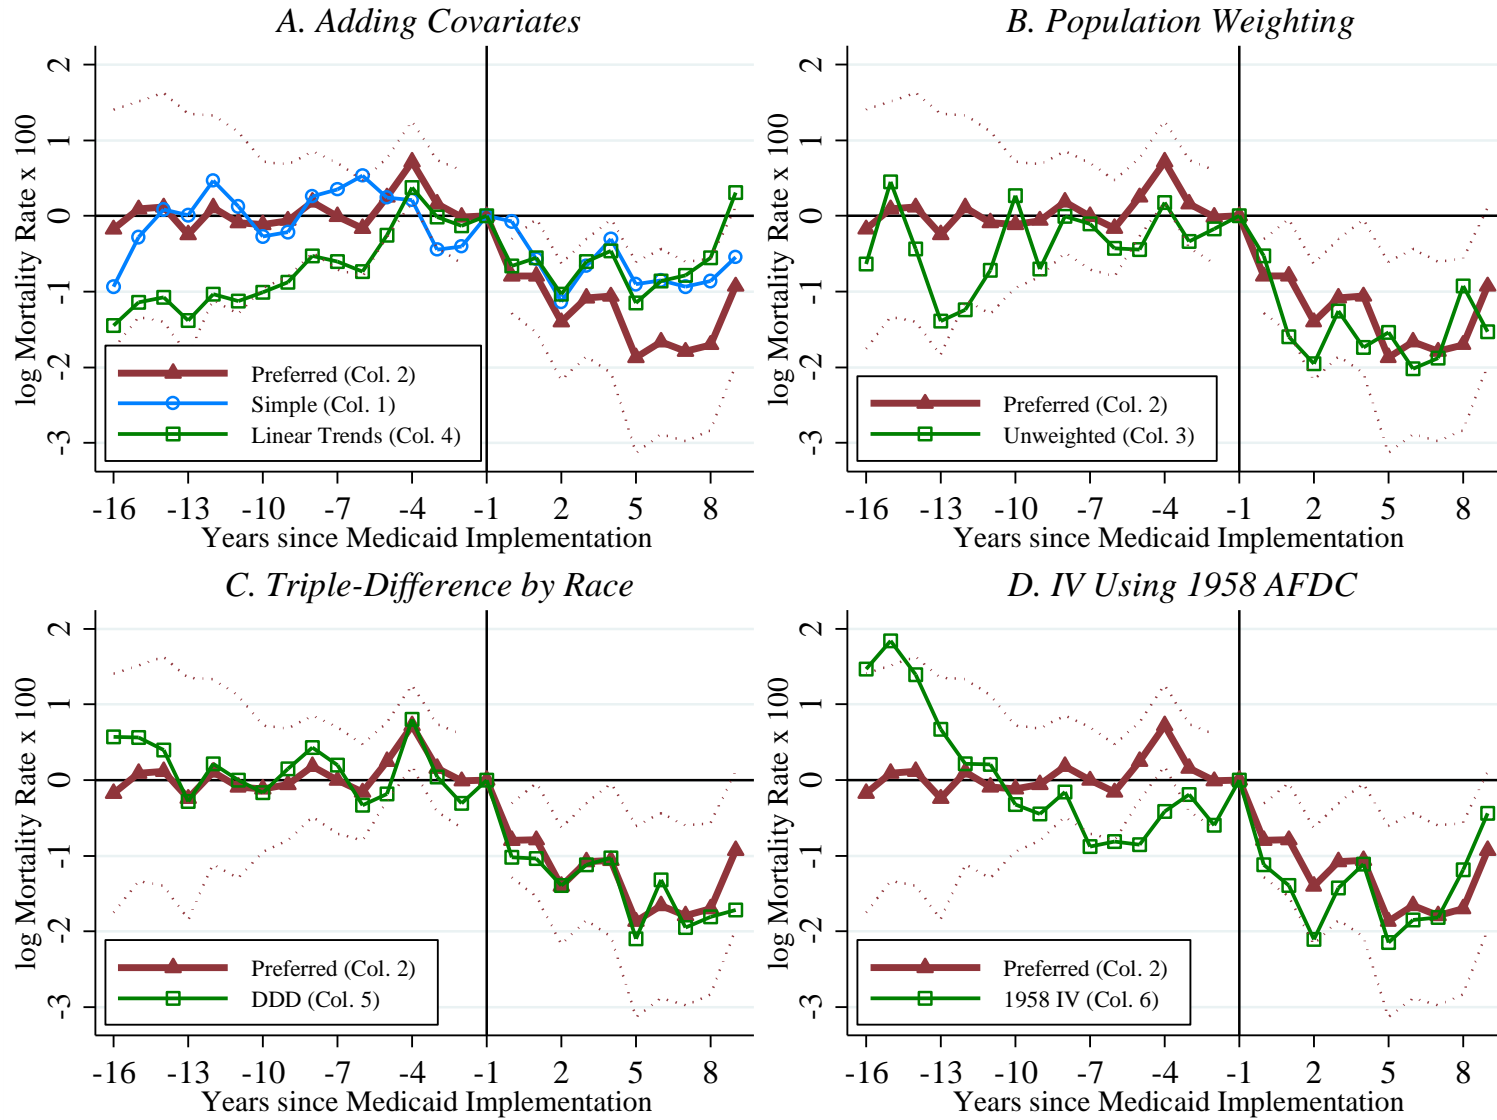 A. Adding Covariates
log Mortality Rate x 100
2
1
0
-1
-2
-3
Preferred (Col. 2)
Simple (Col. 1)
Linear Trends (Col. 4)
-16 -13 -10 -7 -4 -1 2 5 8
Years since Medicaid Implementation
B. Population Weighting
log Mortality Rate x 100
2
1
0
-1
-2
-3
Preferred (Col. 2)
Unweighted (Col. 3)
-16 -13 -10 -7 -4 -1 2 5 8
Years since Medicaid Implementation
C. Triple-Difference by Race
log Mortality Rate x 100
2
1
0
-1
-2
-3
Preferred (Col. 2)
DDD (Col. 5)
-16 -13 -10 -7 -4 -1 2 5 8
Years since Medicaid Implementation
D. IV Using 1958 AFDC
log Mortality Rate x 100
2
1
0
-1
-2
-3
Preferred (Col. 2)
1958 IV (Col. 6)
-16 -13 -10 -7 -4 -1 2 5 8
Years since Medicaid Implementation